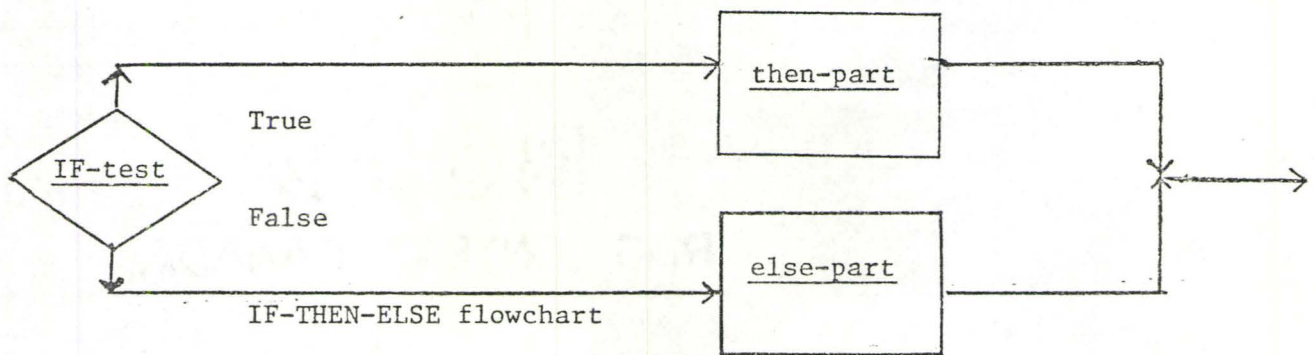 then-part
True
IF-test
False
else-part
IF-THEN-ELSE flowchart